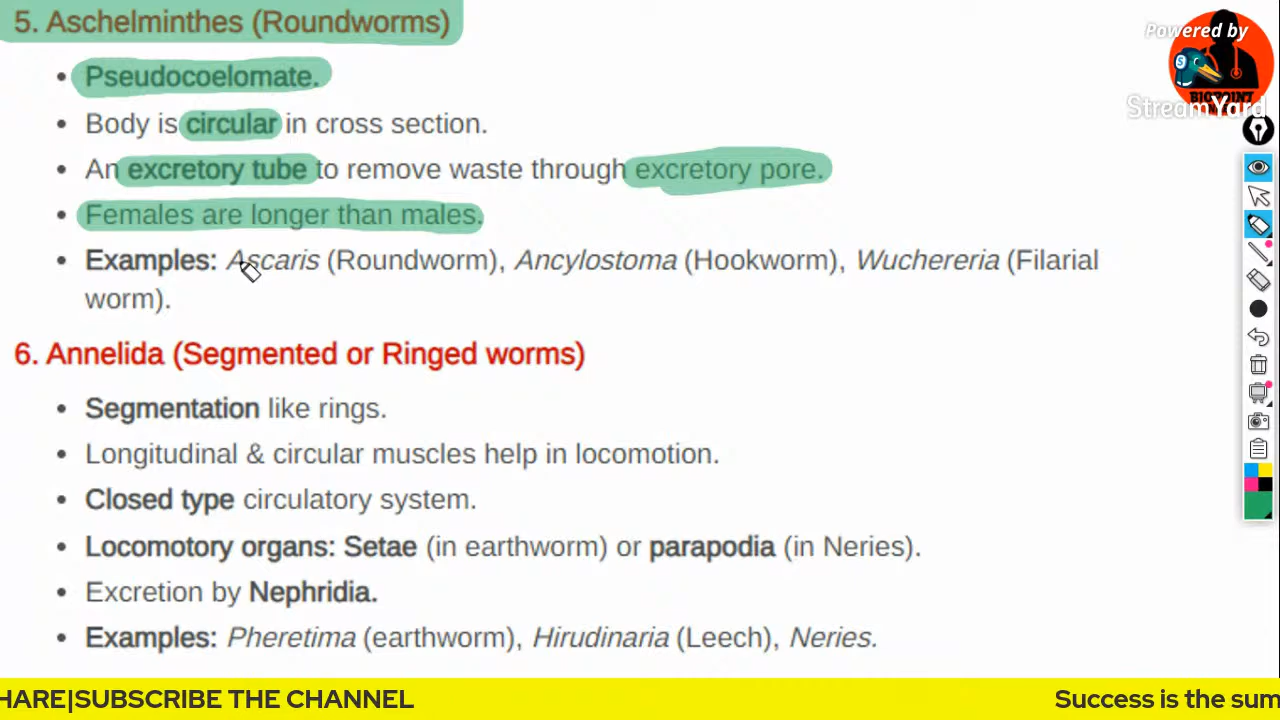 5. Aschelminthes (Roundworms)
Powered by
• Pseudocoelomate.
BIOPOINT
StreamYard
• Body is circular in cross section.
• An excretory tube to remove waste through excretory pore.
• Females are longer than males.
• Examples: Ascaris (Roundworm), Ancylostoma (Hookworm), Wuchereria (Filarial
worm).
6. Annelida (Segmented or Ringed worms)
• Segmentation like rings.
• Longitudinal & circular muscles help in locomotion.
• Closed type circulatory system.
• Locomotory organs: Setae (in earthworm) or parapodia (in Neries).
• Excretion by Nephridia.
• Examples: Pheretima (earthworm), Hirudinaria (Leech), Neries.
HARE|SUBSCRIBE THE CHANNEL
Success is the sum